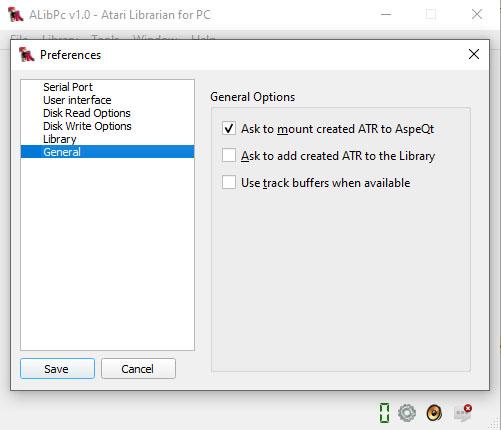 ALibPc v1.0 - Atari Librarian for PC
File Library Tools Window Help
Preferences
Serial Port
User interface
Disk Read Options
Disk Write Options
Library
General
General Options
Ask to mount created ATR to AspeQt
Ask to add created ATR to the Library
Use track buffers when available
Save
Cancel
0